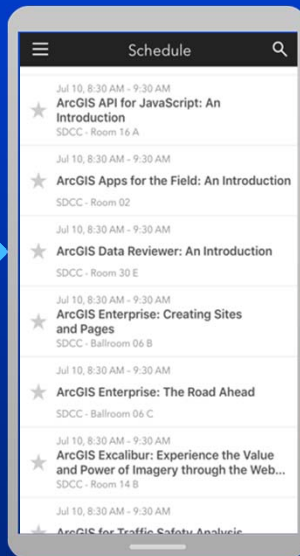 Schedule
Jul 10, 8:30 AM - 9:30 AM
ArcGIS API for JavaScript: An
Introduction
SDCC - Room 16 A
Jul 10, 8:30 AM - 9:30 AM
ArcGIS Apps for the Field: An Introduction
SDCC - Room 02
Jul 10, 8:30 AM - 9:30 AM
ArcGIS Data Reviewer: An Introduction
SDCC - Room 30 E
Jul 10, 8:30 AM - 9:30 AM
ArcGIS Enterprise: Creating Sites
and Pages
SDCC - Ballroom 06 B
Jul 10, 8:30 AM - 9:30 AM
ArcGIS Enterprise: The Road Ahead
SDCC - Ballroom 06 C
Jul 10, 8:30 AM - 9:30 AM
ArcGIS Excalibur: Experience the Value
and Power of Imagery through the Web...
SDCC - Room 14 B
Jul 10, 8:30 AM - 9:30 AM
ArcGIS for Traffic Safety Analysis